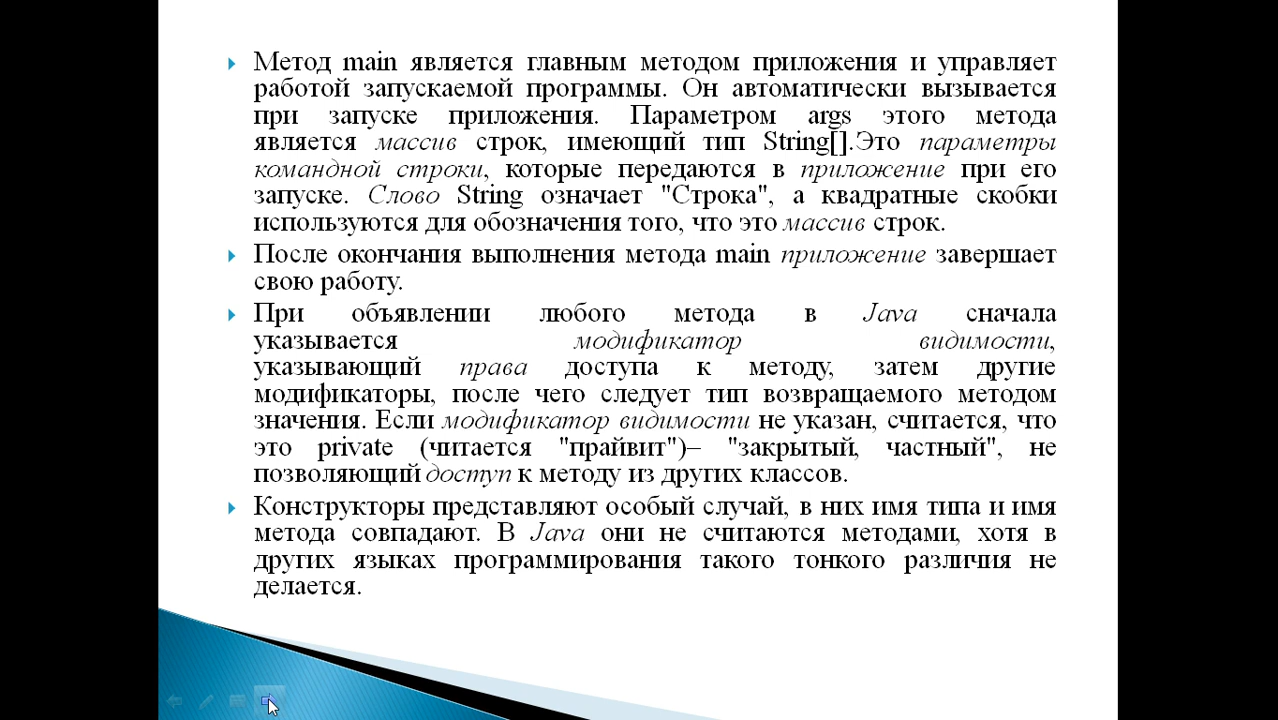 Метод main является главным методом приложения и управляет
работой запускаемой программы. Он автоматически вызывается
при запуске приложения. Параметром args этого метода
является массив строк, имеющий тип String[].Это параметры
командной строки, которые передаются в приложение при его
запуске. Слово String означает "Строка", а квадратные скобки
используются для обозначения того, что это массив строк.
После окончания выполнения метода main приложение завершает
свою работу.
При объявлении любого метода в Java сначала
указывается модификатор видимости,
указывающий права доступа к методу, затем другие
модификаторы, после чего следует тип возвращаемого методом
значения. Если модификатор видимости не указан, считается, что
это private (читается "прайвит")– "закрытый, частный", не
позволяющий доступ к методу из других классов.
Конструкторы представляют особый случай, в них имя типа и имя
метода совпадают. В Java они не считаются методами, хотя в
других языках программирования такого тонкого различия не
делается.